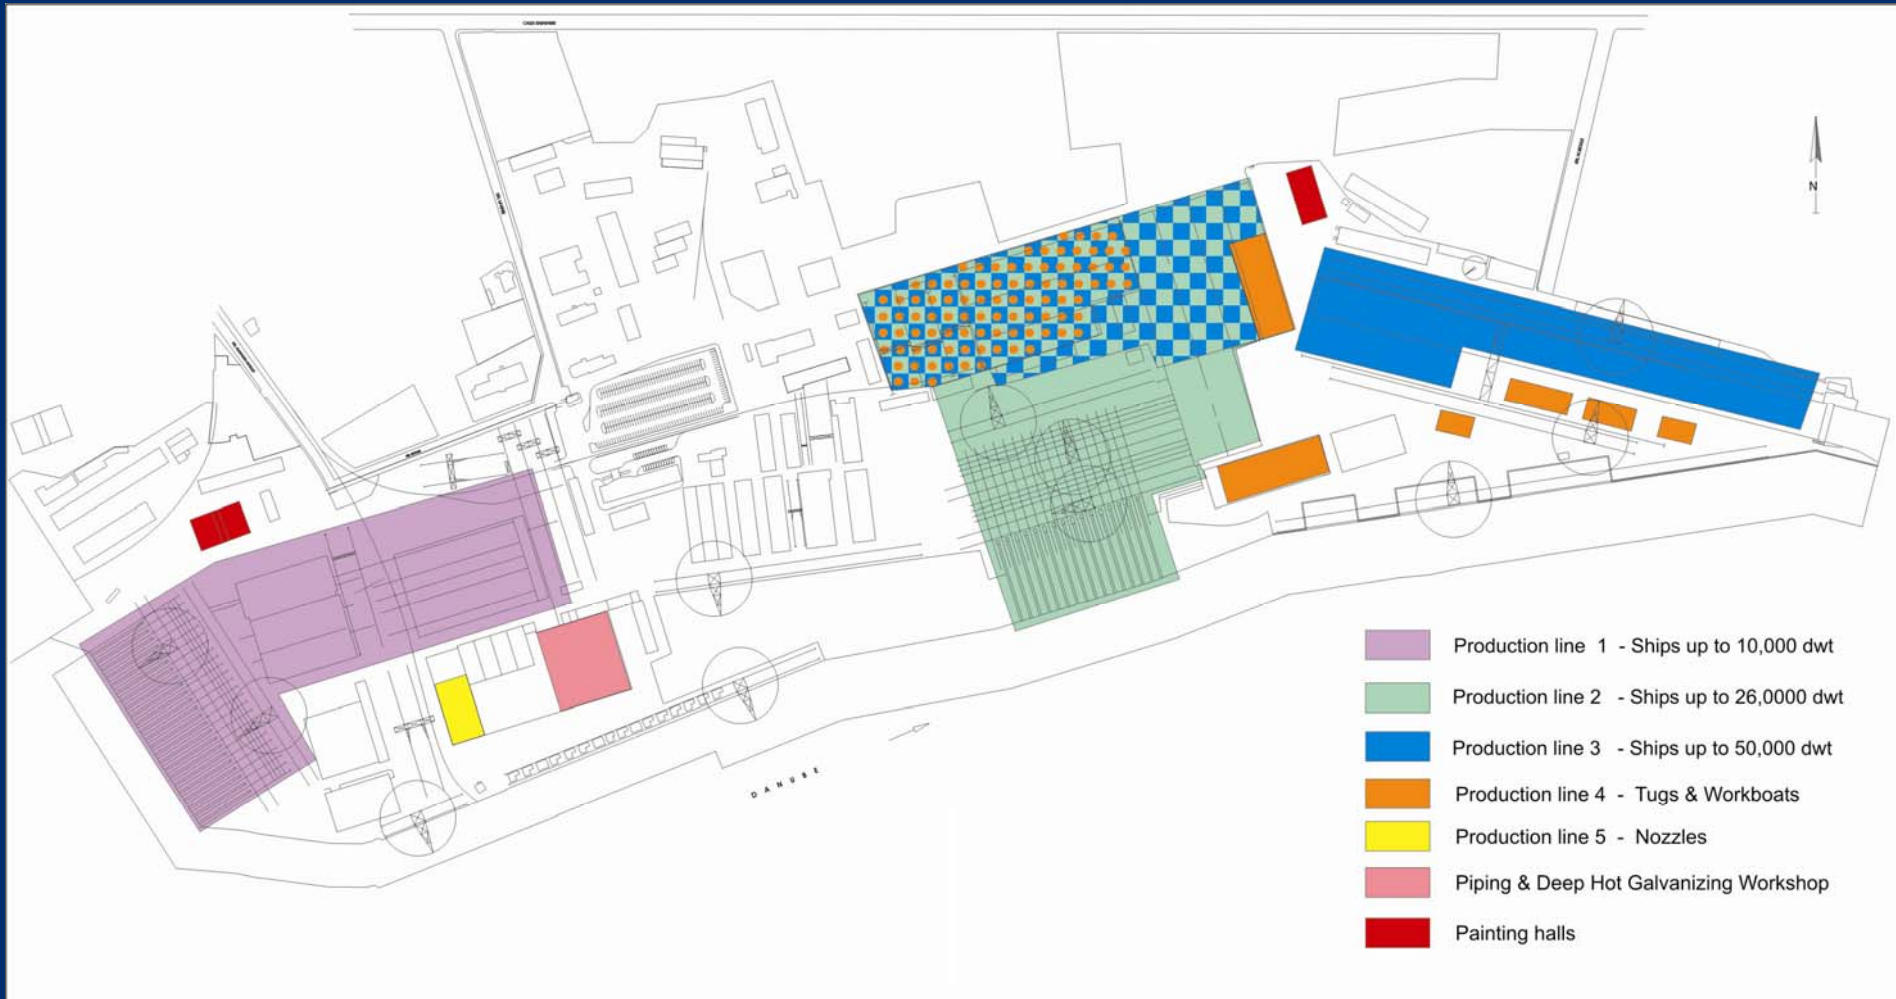 N
DANUBE
Production line 1 - Ships up to 10,000 dwt
Production line 2 - Ships up to 26,0000 dwt
Production line 3 - Ships up to 50,000 dwt
Production line 4 - Tugs & Workboats
Production line 5 - Nozzles
Piping & Deep Hot Galvanizing Workshop
Painting halls